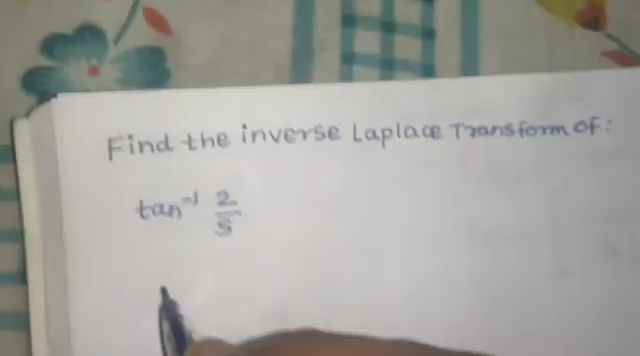 Find the inverse Laplace Transform of:
tan⁻¹ 2/s